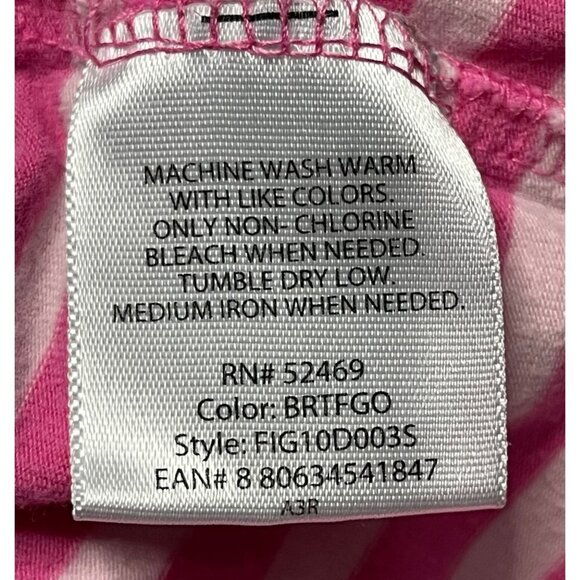 MACHINE WASH WARM
WITH LIKE COLORS.
ONLY NON- CHLORINE
BLEACH WHEN NEEDED.
TUMBLE DRY LOW.
MEDIUM IRON WHEN NEEDED.
RN# 52469
Color: BRTFGO
Style: FIG10D003S
EAN# 8 80634541847
A3R